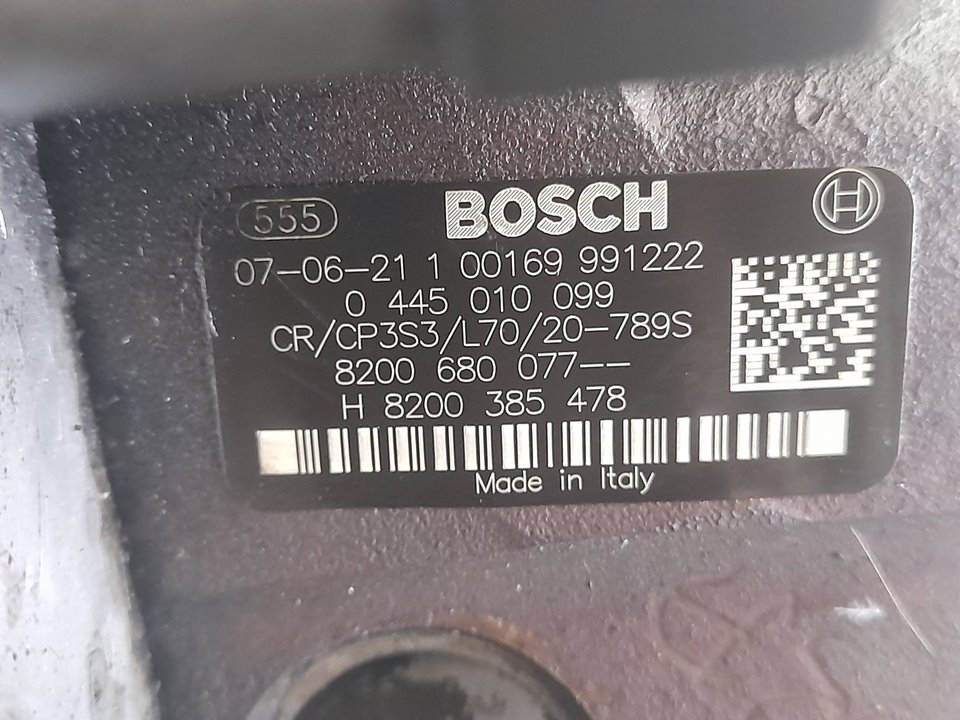 555 BOSCH
07-06-21 1 00169 991222
0 445 010 099
CR/CP3S3/L70/20-789S
8200 680 077--
H 8200 385 478
Made in Italy